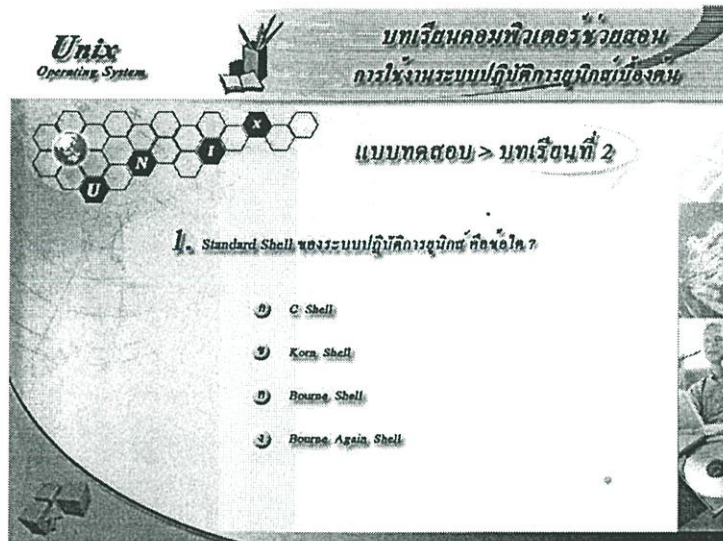 Unix
Operating System
บทเรียนคอมพิวเตอร์ช่วยสอน
การใช้งานระบบปฏิบัติการยูนิกส์เบื้องต้น
U N I X
แบบทดสอบ > บทเรียนที่ 2
1. Standard Shell ของระบบปฏิบัติการยูนิกส์ คือข้อใด ?
ก C Shell
ข Korn Shell
ค Bourne Shell
ง Bourne Again Shell